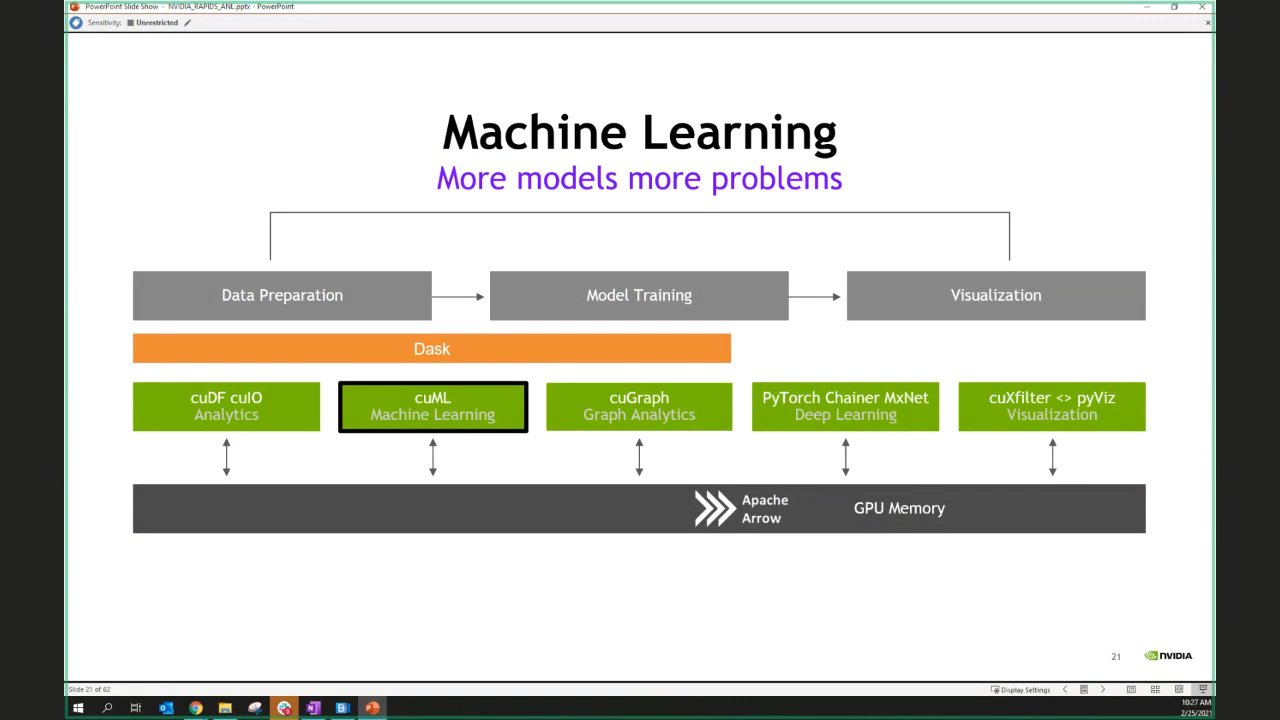 PowerPoint Slide Show - NVIDIA_RAPIDS_ANL.pptx - PowerPoint
Sensitivity: Unrestricted
Machine Learning
More models more problems
Data Preparation
Model Training
Visualization
Dask
cuDF cuIO
Analytics
cuML
Machine Learning
cuGraph
Graph Analytics
PyTorch Chainer MxNet
Deep Learning
cuXfilter <> pyViz
Visualization
Apache
Arrow
GPU Memory
21
NVIDIA
Slide 21 of 62
Display Settings
10:27 AM
2/25/2021